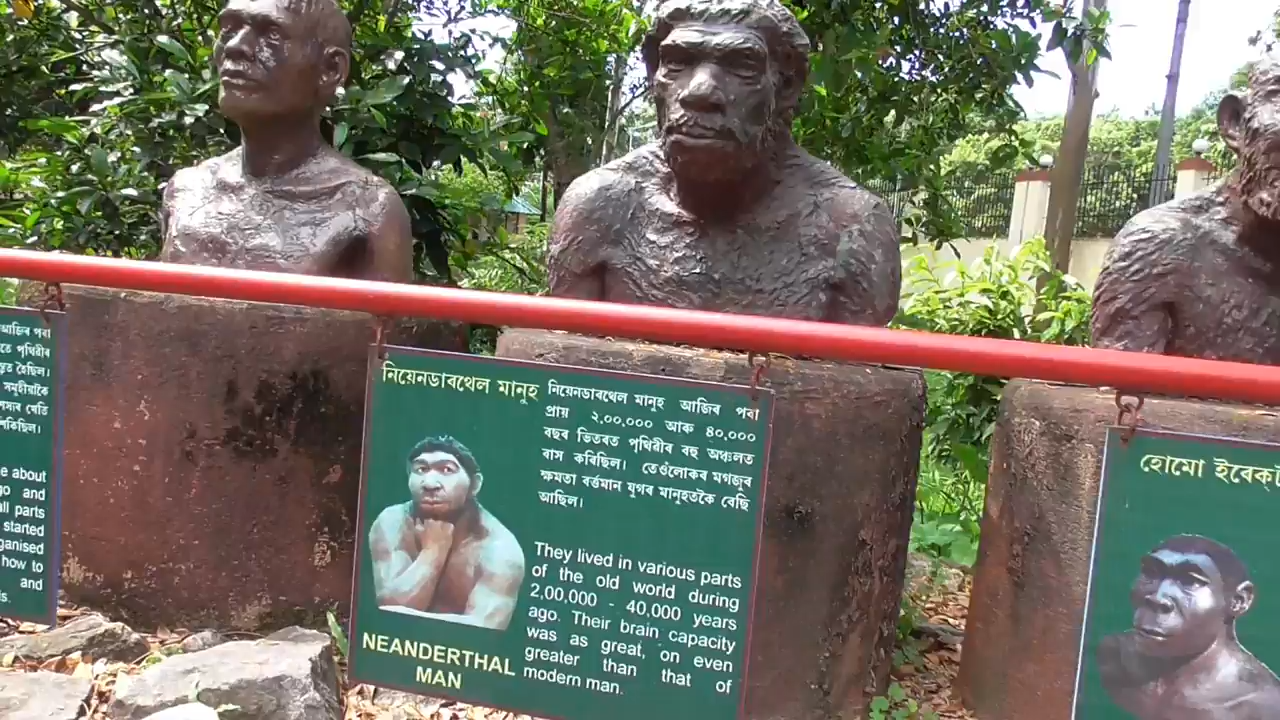 আজিৰ পৰা
পৃথিৱীৰ
হৈছিল।
সমূহীয়াকৈ
খেতি
e about
go and
all parts
started
ganised
how to
and
s.
নিয়েনডাৰথেল মানুহ
নিয়েনডাৰথেল মানুহ আজিৰ পৰা
প্ৰায় ২,০০,০০০ আৰু ৪০,০০০
বছৰ ভিতৰত পৃথিৱীৰ বহু অঞ্চলত
বাস কৰিছিল। তেওঁলোকৰ মগজুৰ
ক্ষমতা বৰ্ত্তমান যুগৰ মানুহতকৈ বেছি
আছিল।
They lived in various parts
of the old world during
2,00,000 - 40,000 years
ago. Their brain capacity
was as great, on even
greater than that of
modern man.
NEANDERTHAL
MAN
হোমো ইৰেক্ট